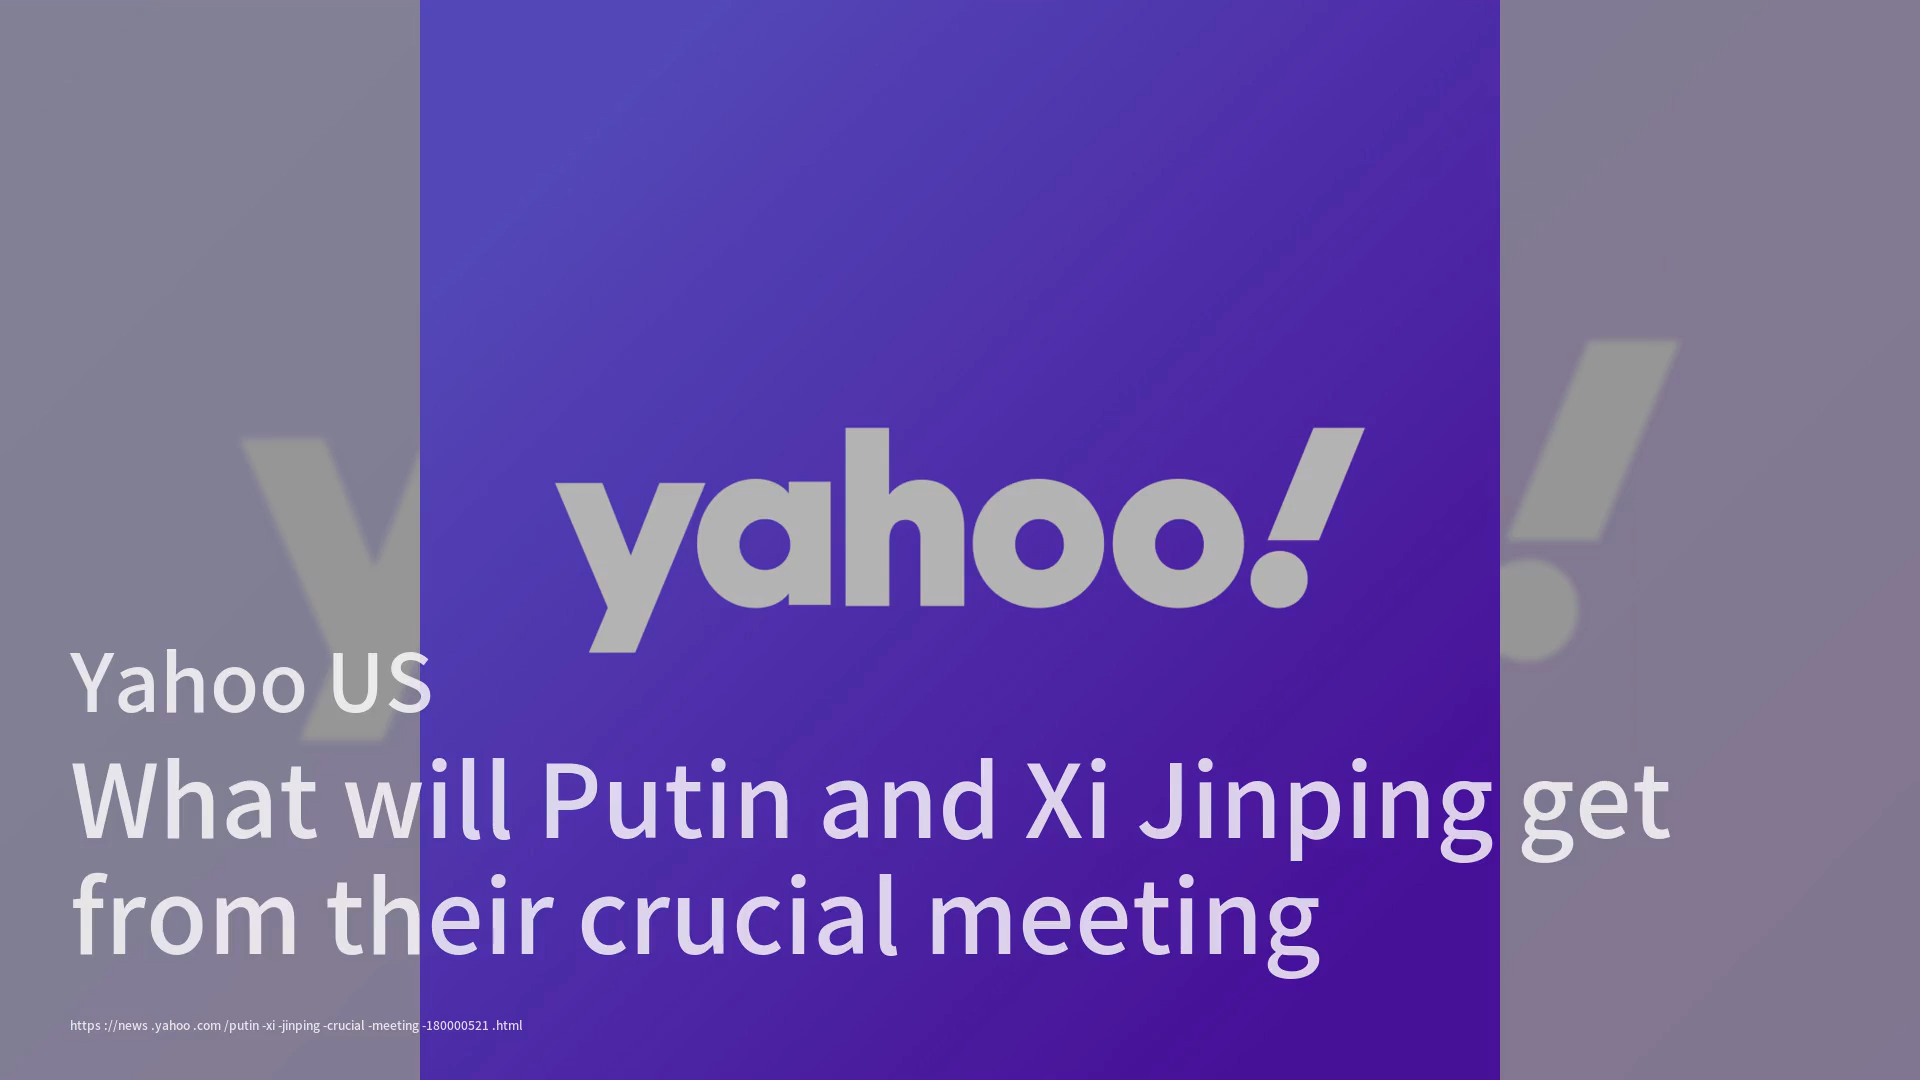 yahoo!
Yahoo US
What will Putin and Xi Jinping get
from their crucial meeting
https ://news .yahoo .com /putin -xi -jinping -crucial -meeting -180000521 .html